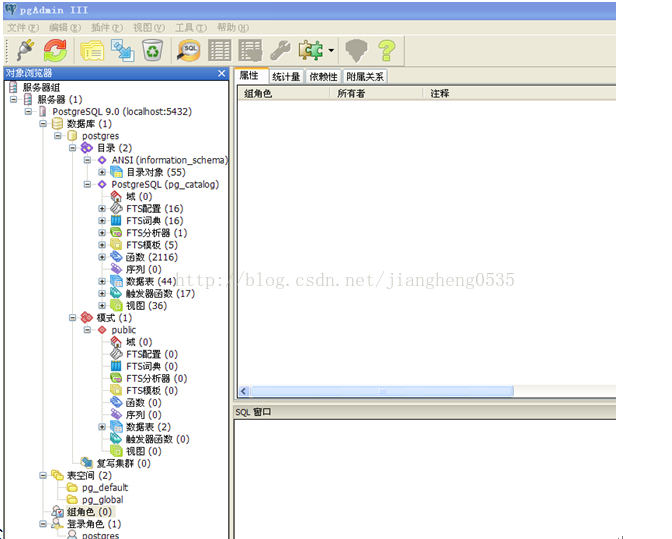 pgAdmin III
文件(F) 编辑(E) 插件(P) 视图(V) 工具(T) 帮助(H)
SQL
对象浏览器
服务器组
服务器 (1)
PostgreSQL 9.0 (localhost:5432)
数据库 (1)
postgres
目录 (2)
ANSI (information_schema)
目录对象 (55)
PostgreSQL (pg_catalog)
域 (0)
FTS配置 (16)
FTS词典 (16)
FTS分析器 (1)
FTS模板 (5)
函数 (2116)
序列 (0)
数据表 (44)
触发器函数 (17)
视图 (36)
模式 (1)
public
域 (0)
FTS配置 (0)
FTS词典 (0)
FTS分析器 (0)
FTS模板 (0)
函数 (0)
序列 (0)
数据表 (2)
触发器函数 (0)
视图 (0)
复写集群 (0)
表空间 (2)
pg_default
pg_global
组角色 (0)
登录角色 (1)
postgres
属性 统计量 依赖性 附属关系
组角色 所有者 注释
http://blog.csdn.net/jiangheng0535
SQL 窗口